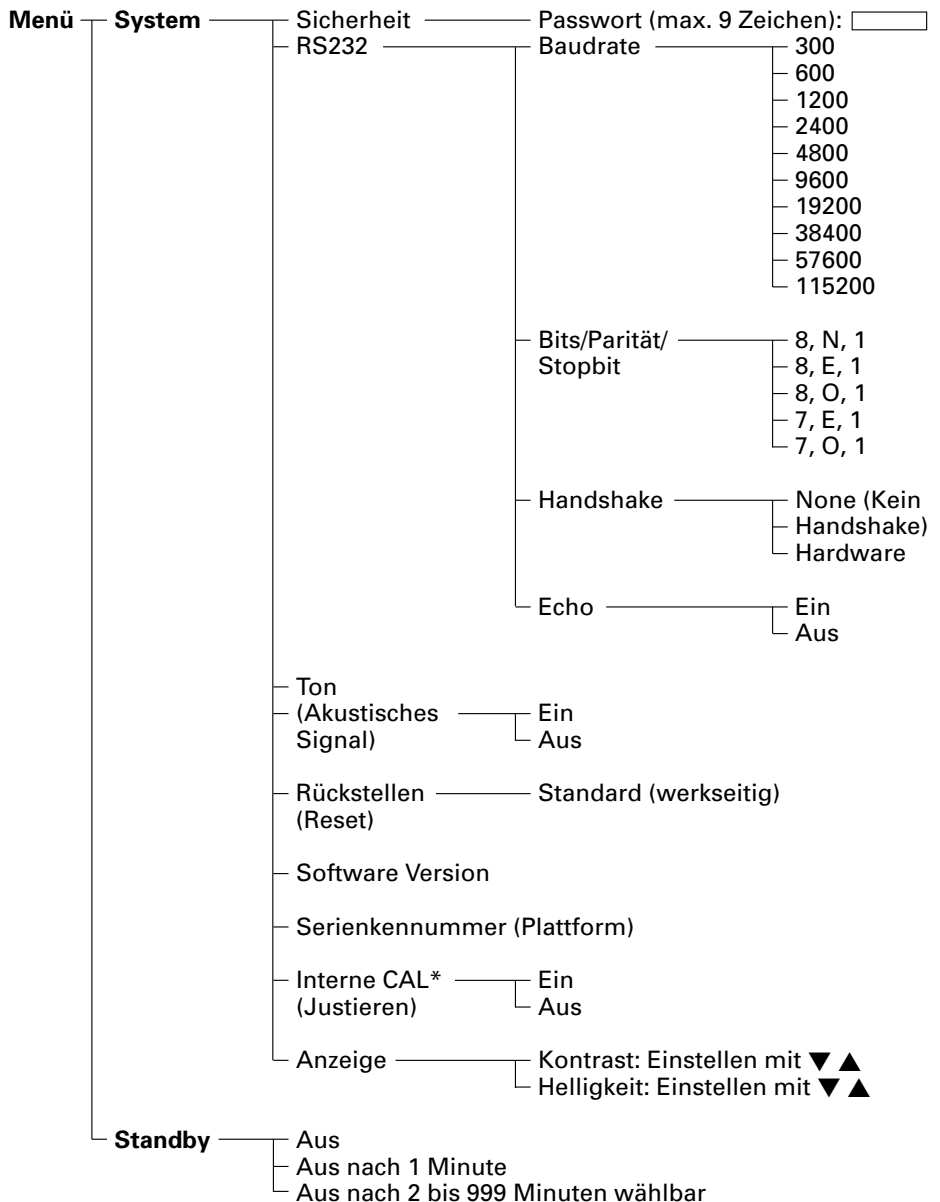 Menü System Sicherheit Passwort (max. 9 Zeichen):
RS232 Baudrate 300
600
1200
2400
4800
9600
19200
38400
57600
115200
Bits/Parität/ 8, N, 1
Stopbit 8, E, 1
8, O, 1
7, E, 1
7, O, 1
Handshake None (Kein
Handshake)
Hardware
Echo Ein
Aus
Ton
(Akustisches Ein
Signal) Aus
Rückstellen Standard (werkseitig)
(Reset)
Software Version
Serienkennummer (Plattform)
Interne CAL* Ein
(Justieren) Aus
Anzeige Kontrast: Einstellen mit ▼ ▲
Helligkeit: Einstellen mit ▼ ▲
Standby Aus
Aus nach 1 Minute
Aus nach 2 bis 999 Minuten wählbar